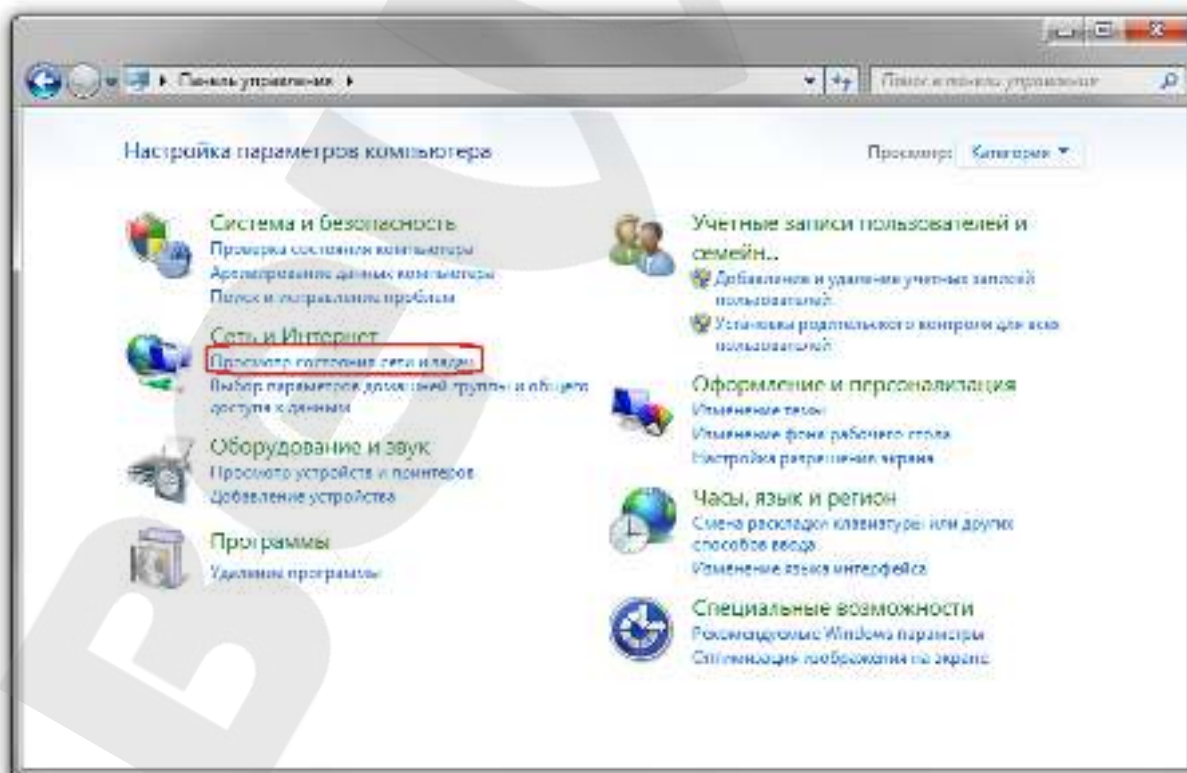 Панель управления
Поиск в панели управления
Настройка параметров компьютера
Просмотр: Категория
Система и безопасность
Проверка состояния компьютера
Архивирование данных компьютера
Поиск и исправление проблем
Сеть и Интернет
Просмотр состояния сети и задач
Выбор параметров домашней группы и общего
доступа к данным
Оборудование и звук
Просмотр устройств и принтеров
Добавление устройства
Программы
Удаление программы
Учетные записи пользователей и
семейн...
Добавление и удаление учетных записей
пользователей
Установка родительского контроля для всех
пользователей
Оформление и персонализация
Изменение темы
Изменение фона рабочего стола
Настройка разрешения экрана
Часы, язык и регион
Смена раскладки клавиатуры или других
способов ввода
Изменение языка интерфейса
Специальные возможности
Рекомендуемые Windows параметры
Оптимизация изображения на экране